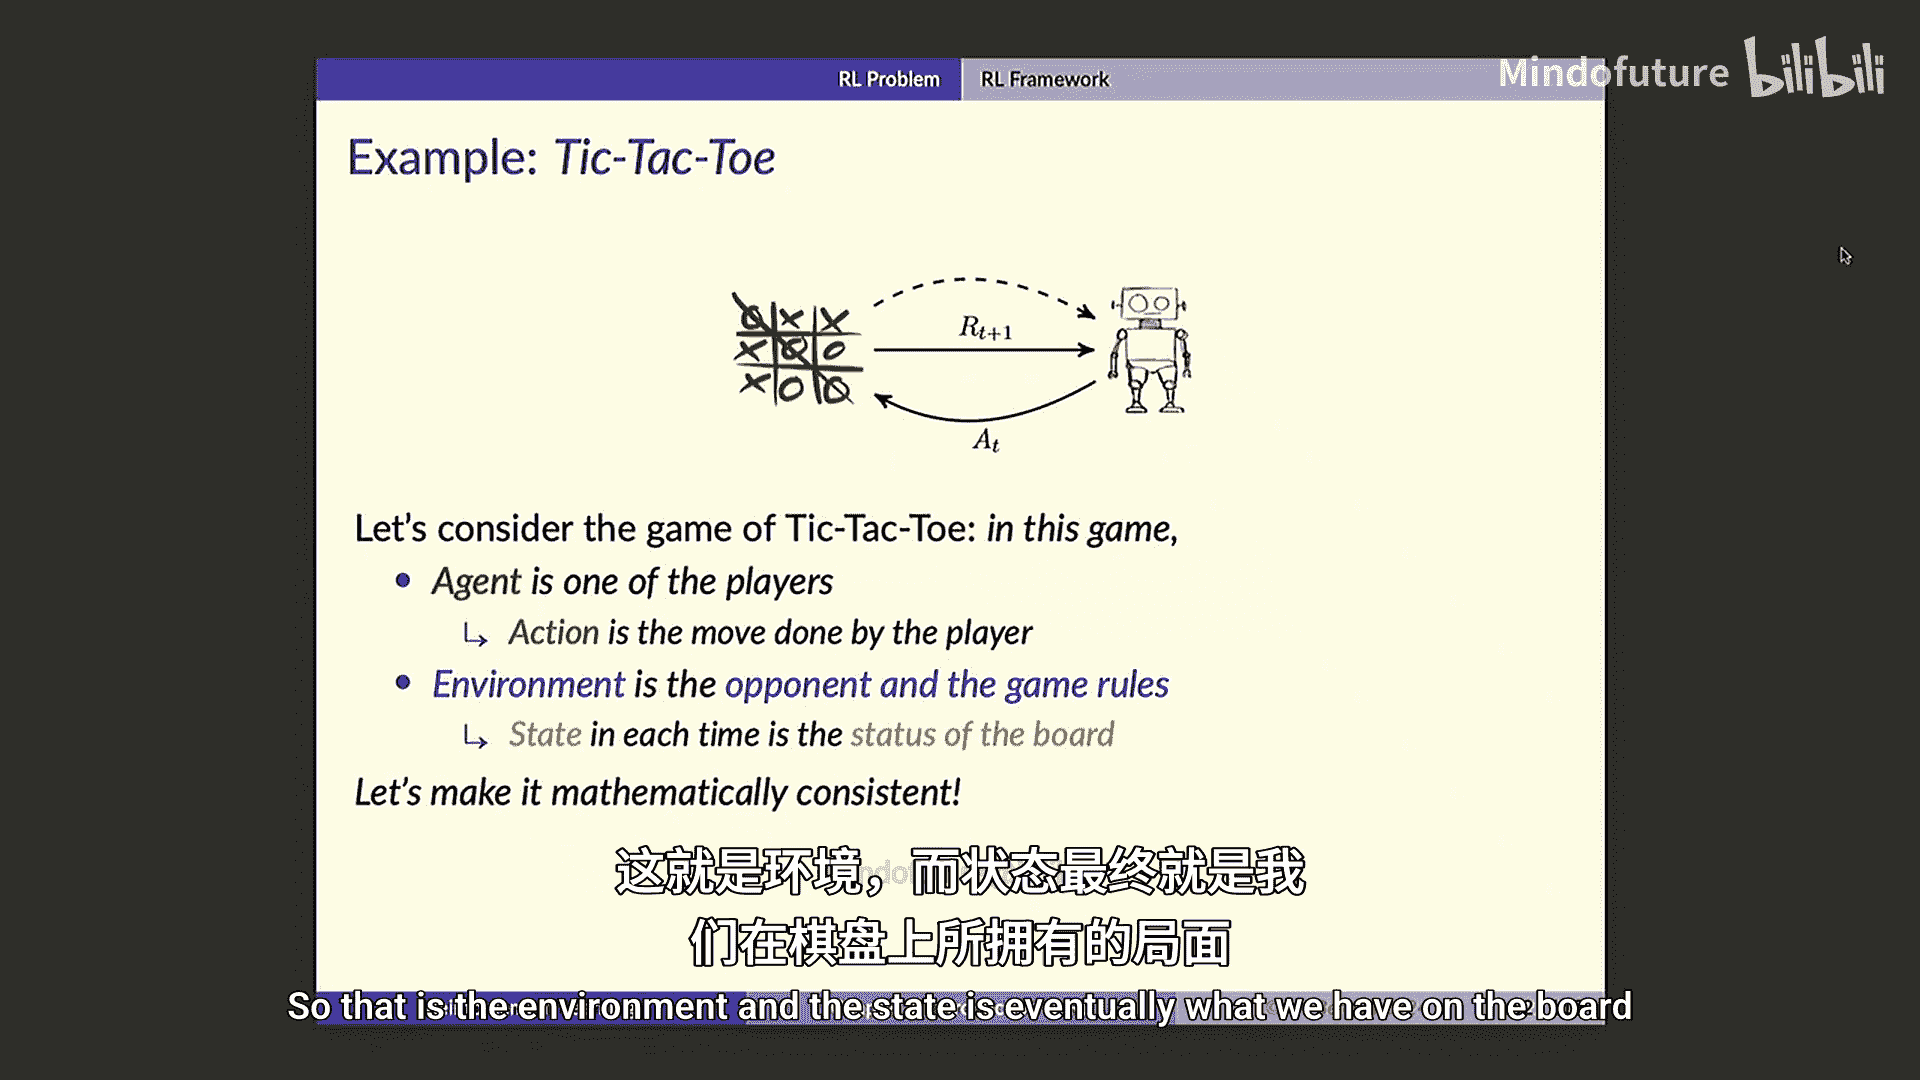 RL Problem
RL Framework
Mindofuture bilibili
Example: Tic-Tac-Toe
O X X
X O O
X O O
R_{t+1}
A_t
Let's consider the game of Tic-Tac-Toe: in this game,
• Agent is one of the players
↳ Action is the move done by the player
• Environment is the opponent and the game rules
↳ State in each time is the status of the board
Let's make it mathematically consistent!
这就是环境，而状态最终就是我
们在棋盘上所拥有的局面
So that is the environment and the state is eventually what we have on the board